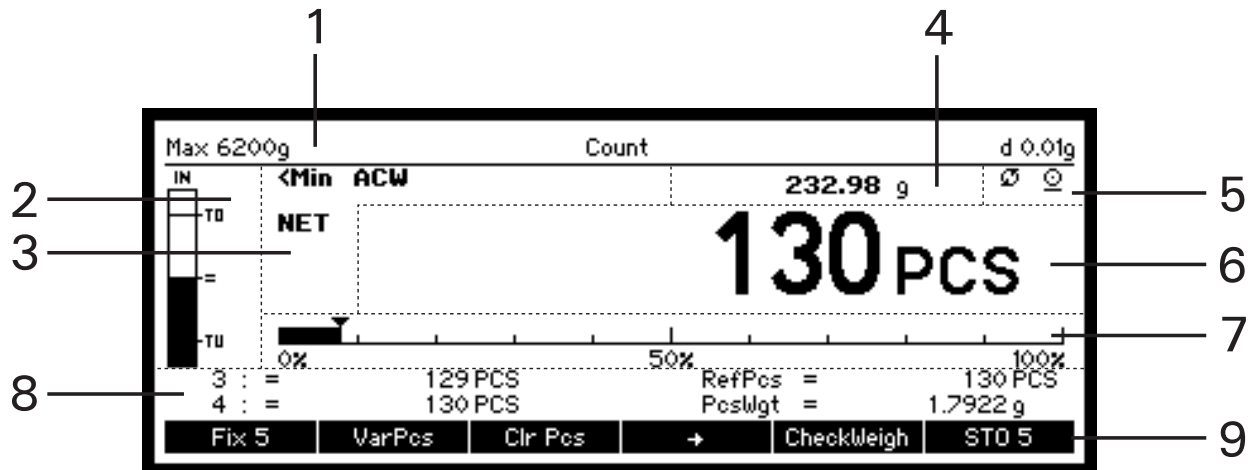 1 4
Max 6200g Count d 0.01g
IN <Min ACW 232.98 g
2 TO 5
NET
3 130 PCS 6
=
TU 7
0% 50% 100%
3 : = 129 PCS RefPcs = 130 PCS
8
4 : = 130 PCS PcsWgt = 1.7922 g
Fix 5 VarPcs Clr Pcs → CheckWeigh STO 5 9